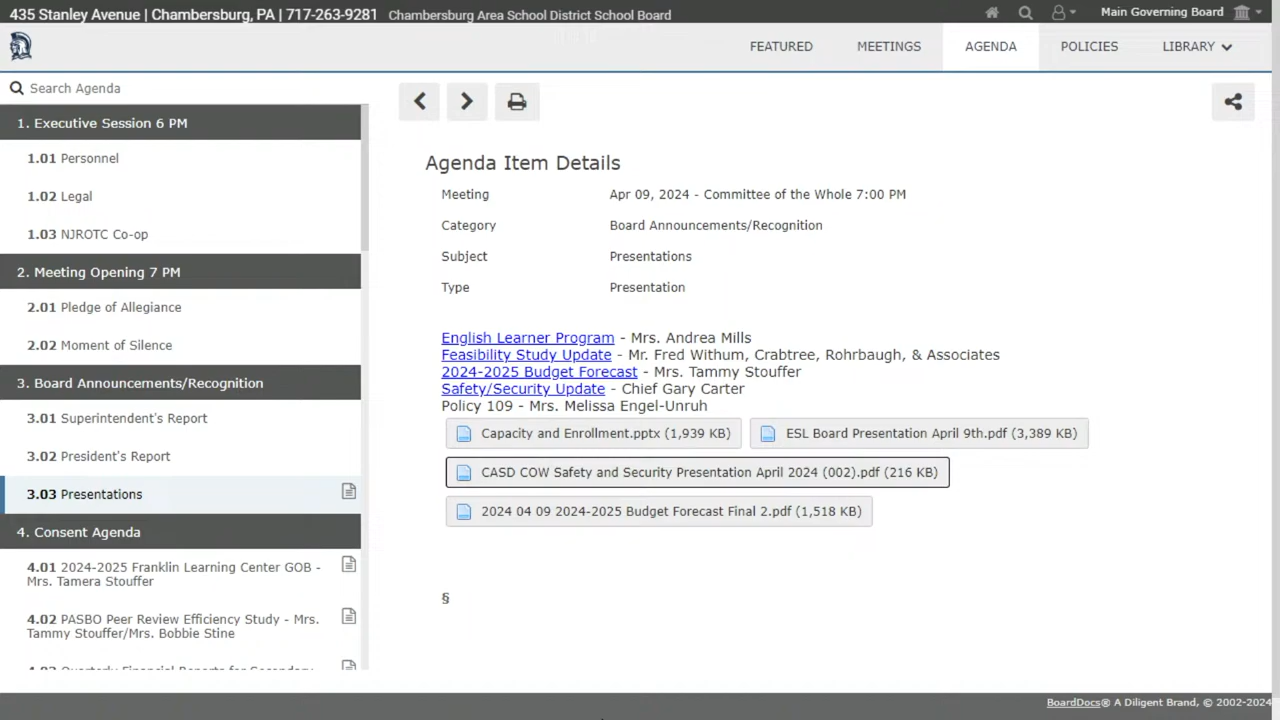 435 Stanley Avenue | Chambersburg, PA | 717-263-9281 Chambersburg Area School District School Board
Main Governing Board
FEATURED MEETINGS AGENDA POLICIES LIBRARY
Search Agenda
1. Executive Session 6 PM
1.01 Personnel
1.02 Legal
1.03 NJROTC Co-op
2. Meeting Opening 7 PM
2.01 Pledge of Allegiance
2.02 Moment of Silence
3. Board Announcements/Recognition
3.01 Superintendent's Report
3.02 President's Report
3.03 Presentations
4. Consent Agenda
4.01 2024-2025 Franklin Learning Center GOB -
Mrs. Tamera Stouffer
4.02 PASBO Peer Review Efficiency Study - Mrs.
Tammy Stouffer/Mrs. Bobbie Stine
4.03 Quarterly Financial Reports for Secondary
Agenda Item Details
Meeting Apr 09, 2024 - Committee of the Whole 7:00 PM
Category Board Announcements/Recognition
Subject Presentations
Type Presentation
English Learner Program - Mrs. Andrea Mills
Feasibility Study Update - Mr. Fred Withum, Crabtree, Rohrbaugh, & Associates
2024-2025 Budget Forecast - Mrs. Tammy Stouffer
Safety/Security Update - Chief Gary Carter
Policy 109 - Mrs. Melissa Engel-Unruh
Capacity and Enrollment.pptx (1,939 KB) ESL Board Presentation April 9th.pdf (3,389 KB)
CASD COW Safety and Security Presentation April 2024 (002).pdf (216 KB)
2024 04 09 2024-2025 Budget Forecast Final 2.pdf (1,518 KB)
§
BoardDocs® A Diligent Brand, © 2002-2024